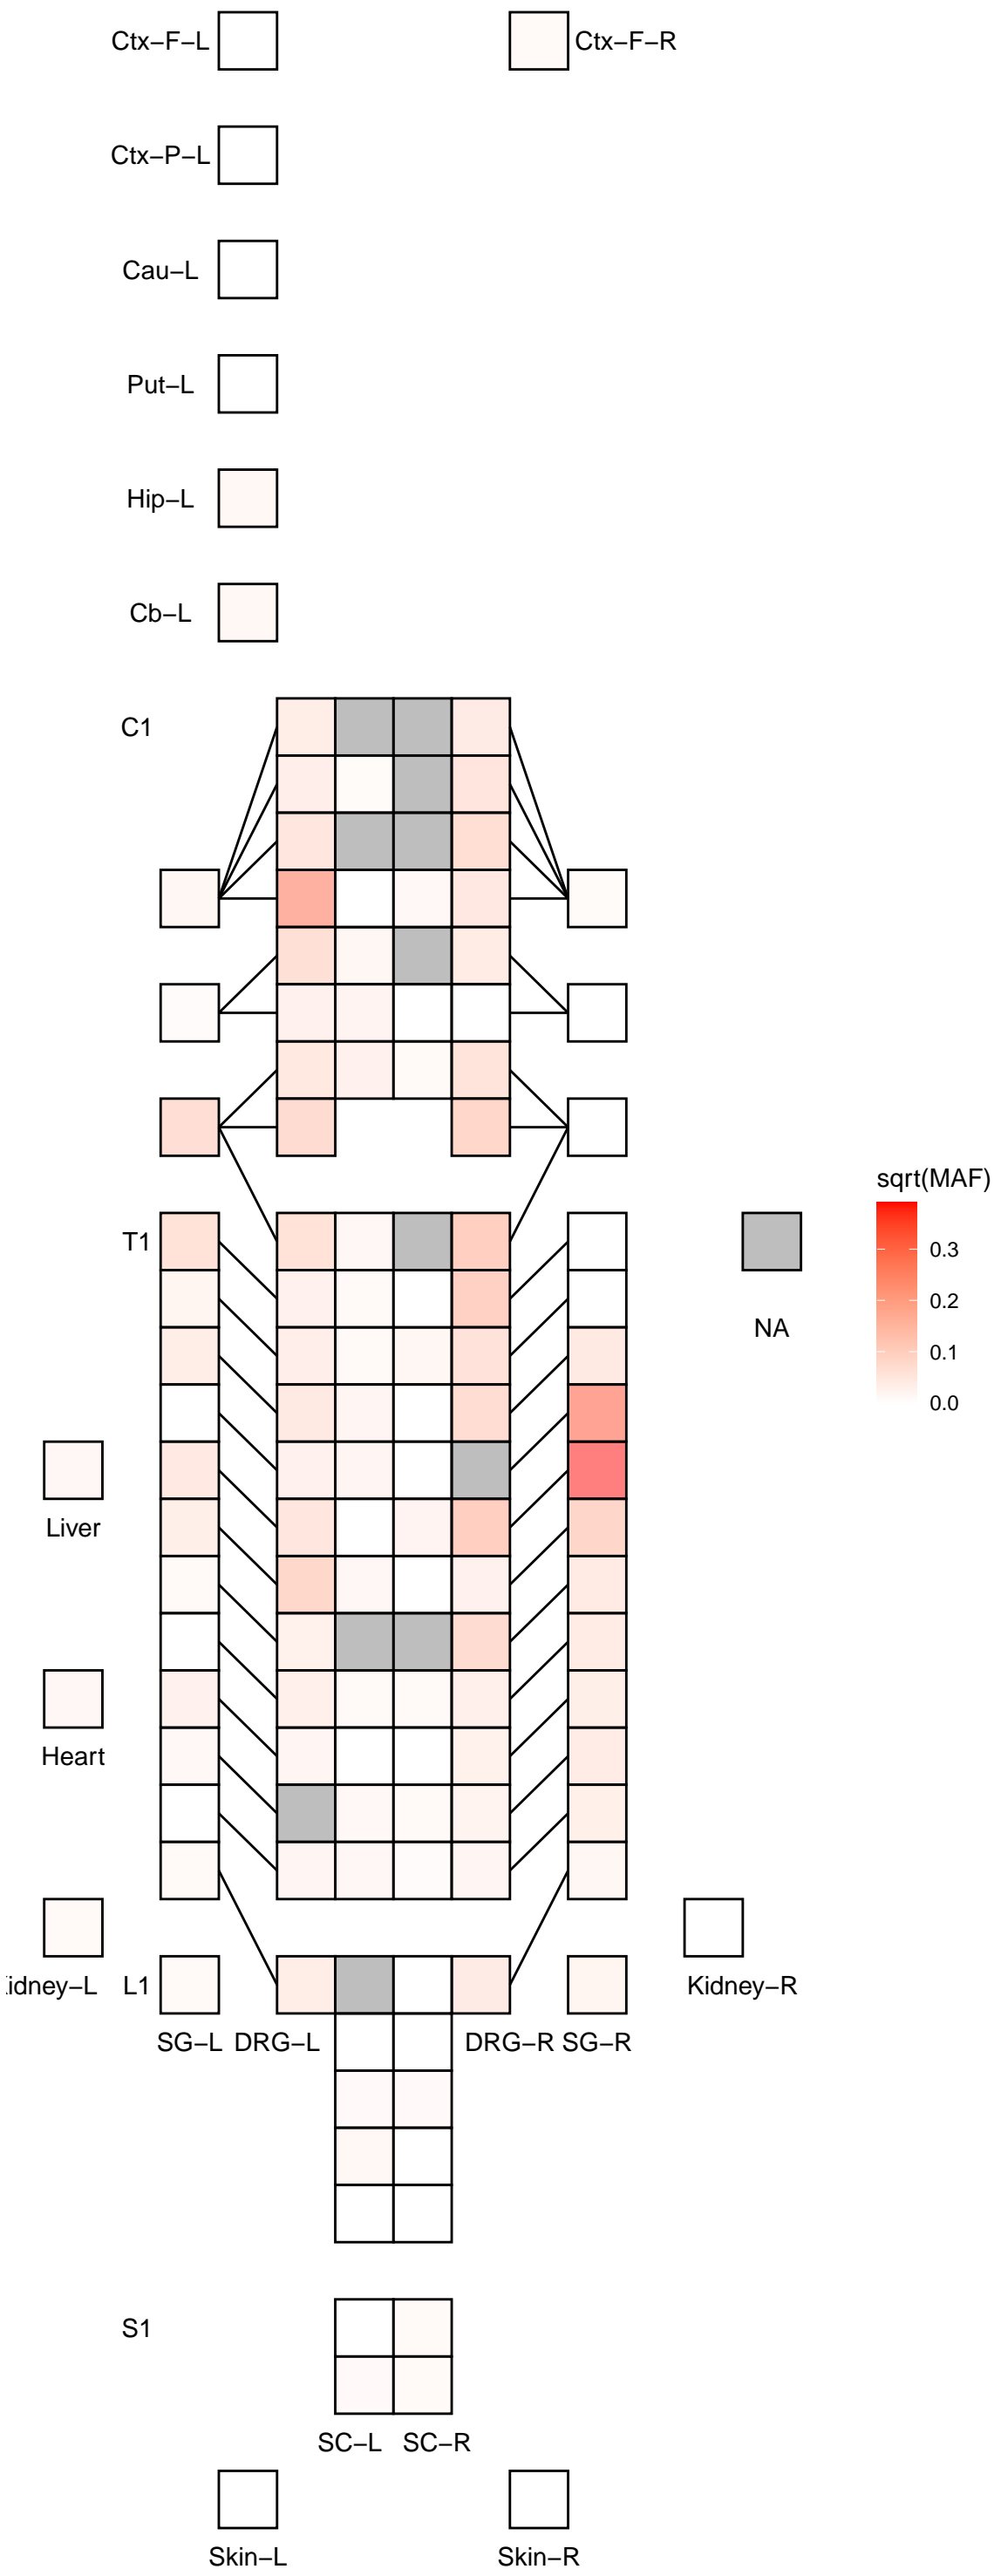 Ctx−F−L
Ctx−F−R
Ctx−P−L
Cau−L
Put−L
Hip−L
Cb−L
C1
sqrt(MAF)
T1
0.3
0.2
NA
0.1
0.0
Liver
Heart
idney−L
L1
Kidney−R
SG−L
DRG−L
DRG−R
SG−R
S1
SC−L
SC−R
Skin−L
Skin−R